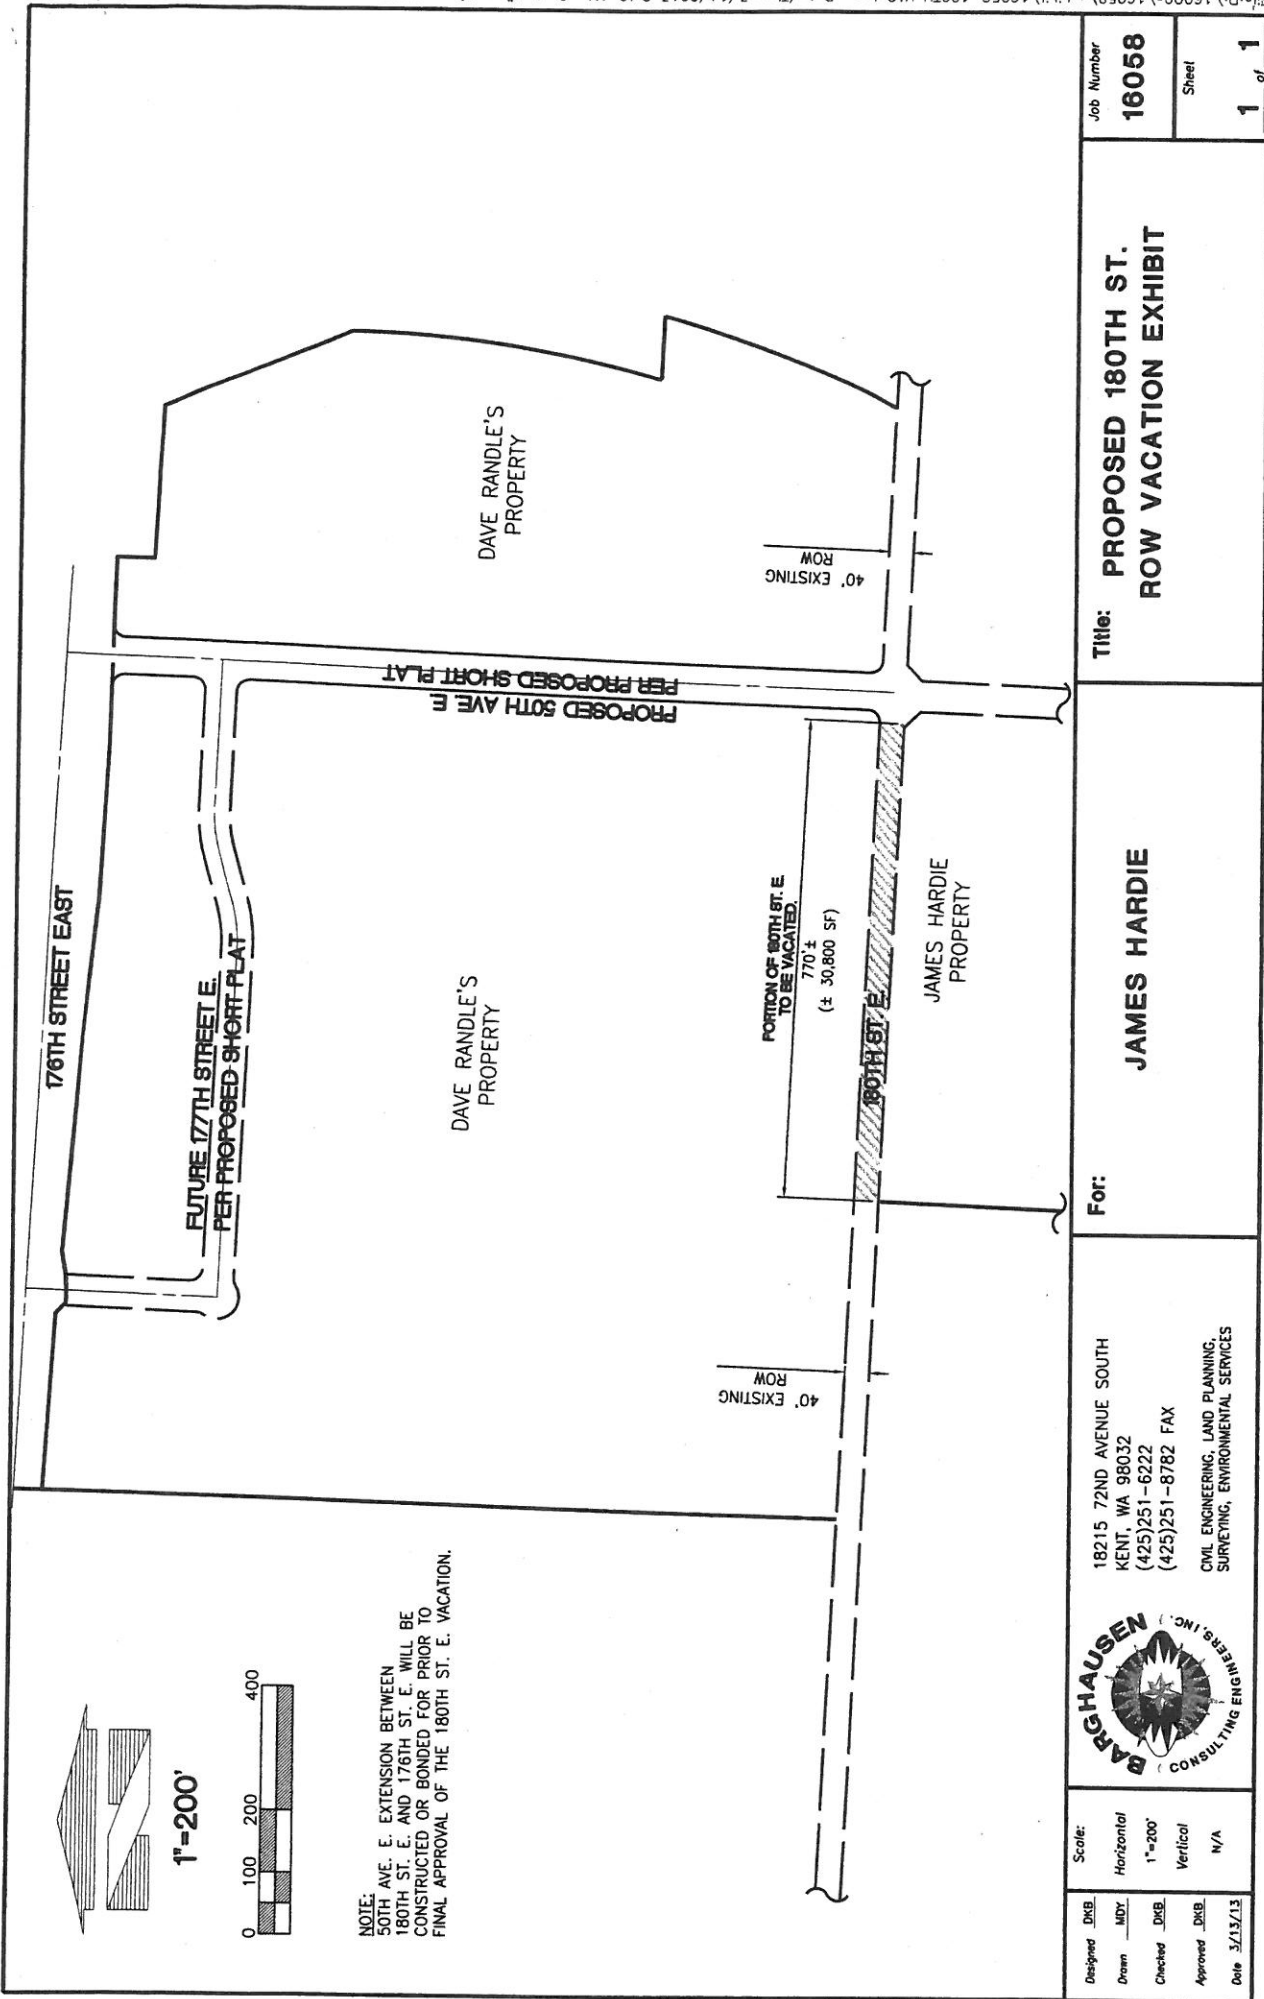 1"=200'
0 100 200 400
NOTE:
50TH AVE. E. EXTENSION BETWEEN
180TH ST. E. AND 176TH ST. E. WILL BE
CONSTRUCTED OR BONDED FOR PRIOR TO
FINAL APPROVAL OF THE 180TH ST. E. VACATION.
176TH STREET EAST
FUTURE 177TH STREET E.
PER PROPOSED SHORT PLAT
DAVE RANDLE'S
PROPERTY
PROPOSED 50TH AVE. E.
PER PROPOSED SHORT PLAT
DAVE RANDLE'S
PROPERTY
40' EXISTING
ROW
PORTION OF 180TH ST. E.
TO BE VACATED.
770'±
(± 30,800 SF)
180TH ST. E.
40' EXISTING
ROW
JAMES HARDIE
PROPERTY
Designed DKB
Drawn MDY
Checked DKB
Approved DKB
Date 3/13/13
Scale:
Horizontal
1"=200'
Vertical
N/A
BARGHAUSEN
CONSULTING ENGINEERS, INC.
18215 72ND AVENUE SOUTH
KENT, WA 98032
(425)251-6222
(425)251-8782 FAX
CIVIL ENGINEERING, LAND PLANNING,
SURVEYING, ENVIRONMENTAL SERVICES
For:
JAMES HARDIE
Title:
PROPOSED 180TH ST.
ROW VACATION EXHIBIT
Job Number
16058
Sheet
1 of 1